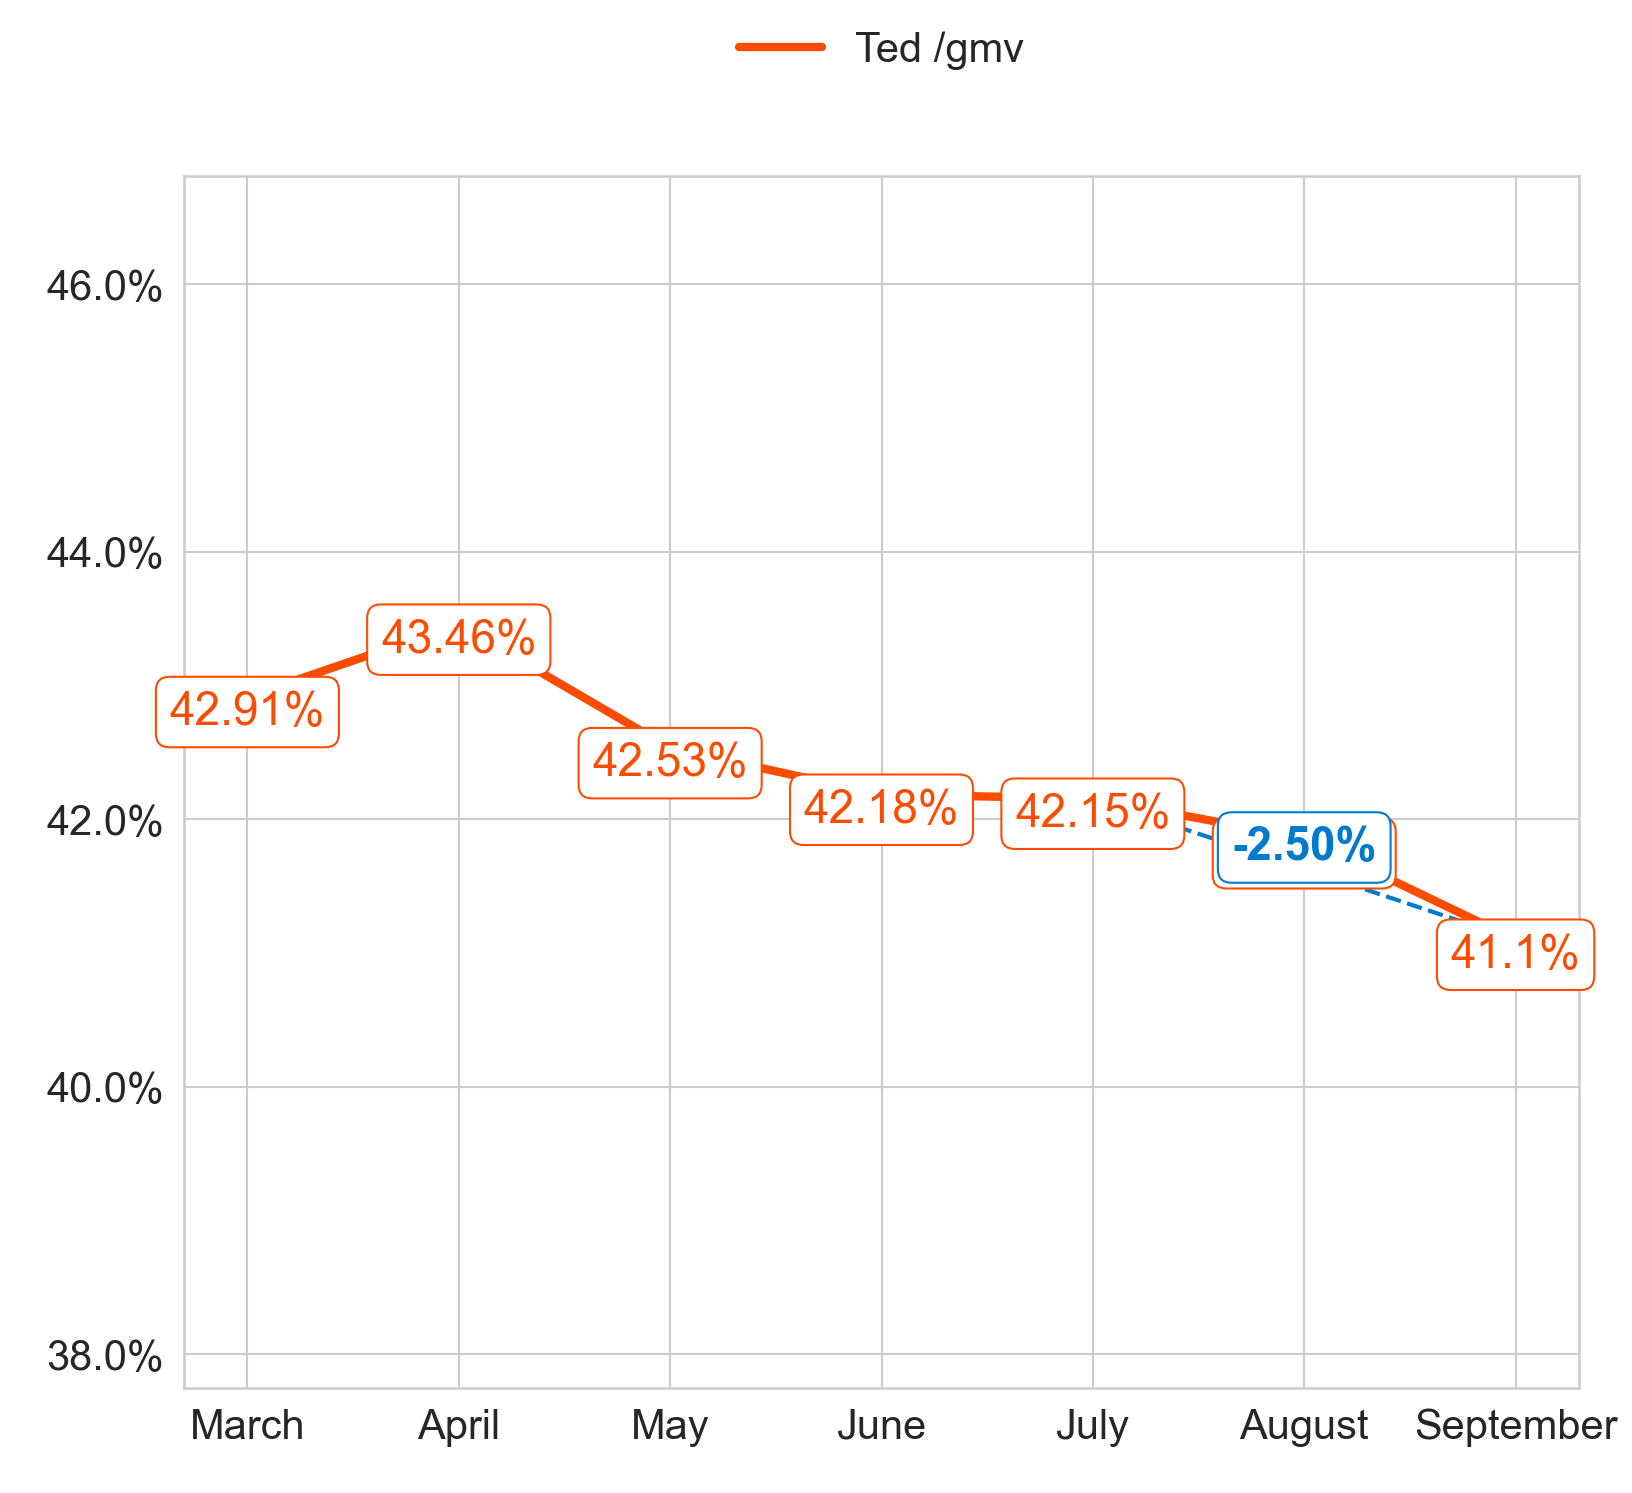 Ted /gmv
46.0%
44.0%
42.0%
40.0%
38.0%
42.91%
43.46%
42.53%
42.18%
42.15%
-2.50%
41.1%
March
April
May
June
July
August
September